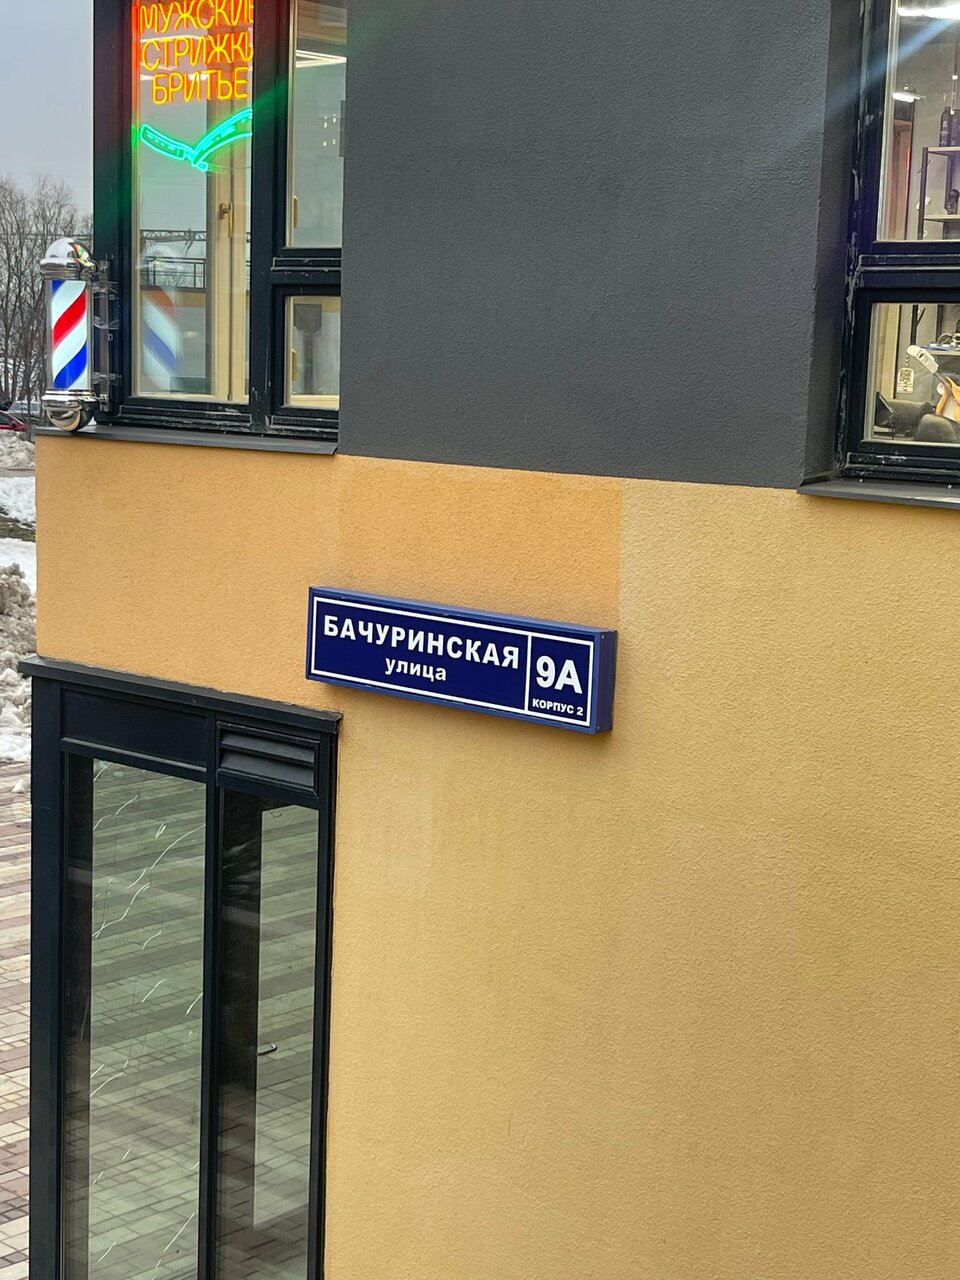 МУЖСКИЕ
СТРИЖКИ
БРИТЬЕ
БАЧУРИНСКАЯ
улица
9А
КОРПУС 2